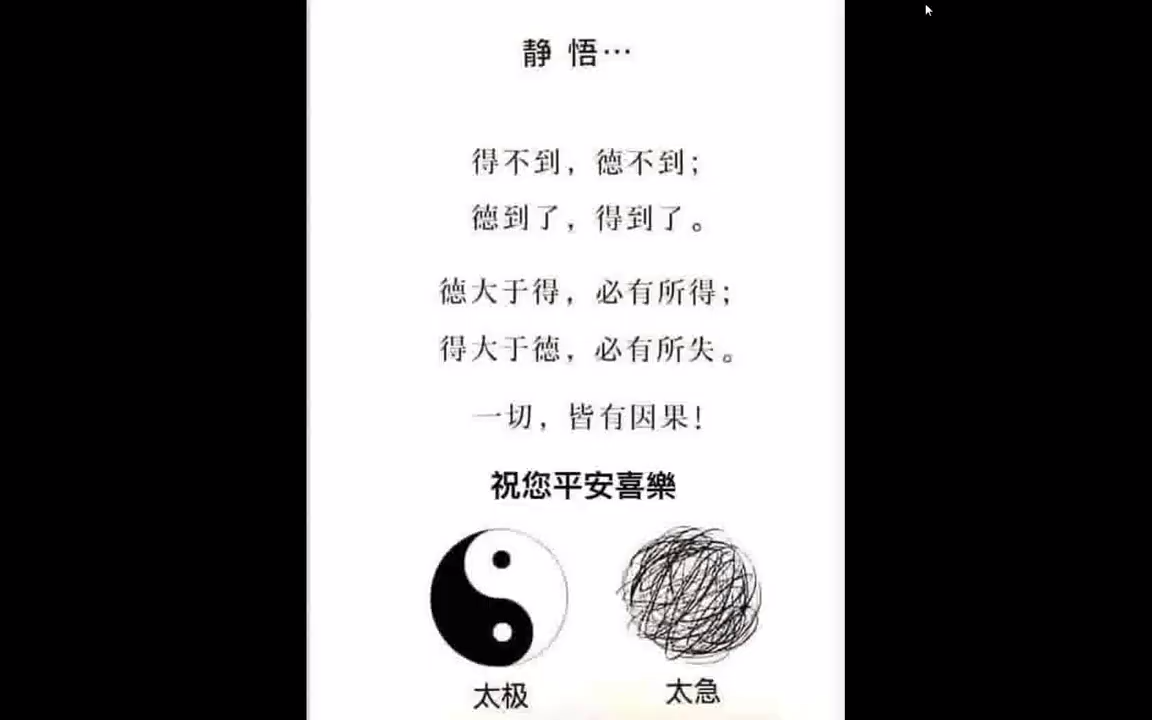 静 悟…
得不到，德不到；
德到了，得到了。
德大于得，必有所得；
得大于德，必有所失。
一切，皆有因果！
祝您平安喜樂
太极
太急